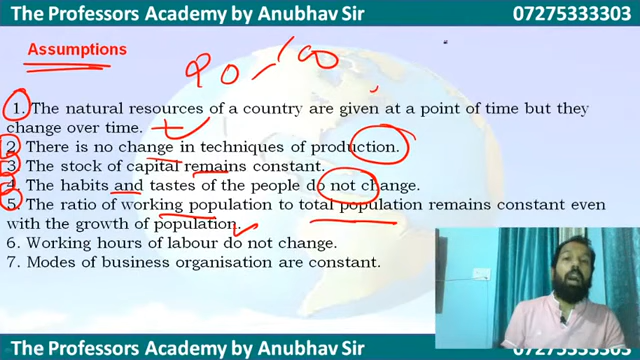 The Professors Academy by Anubhav Sir 07275333303
Assumptions
90-100
1. The natural resources of a country are given at a point of time but they
change over time.
2. There is no change in techniques of production.
3. The stock of capital remains constant.
4. The habits and tastes of the people do not change.
5. The ratio of working population to total population remains constant even
with the growth of population.
6. Working hours of labour do not change.
7. Modes of business organisation are constant.
The Professors Academy by Anubhav Sir 07275333303